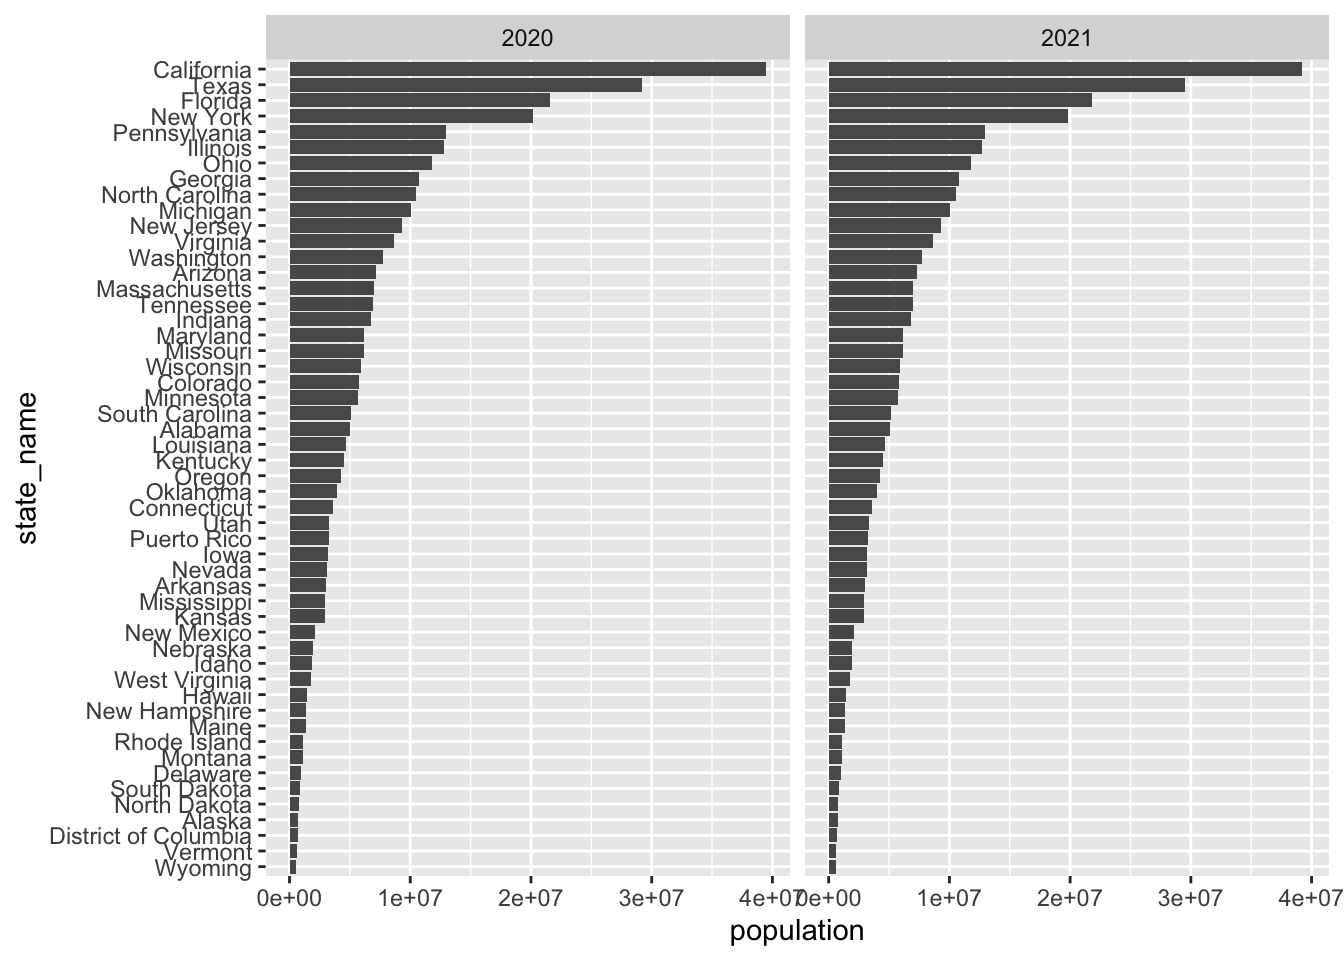 2020
2021
California
Texas
Florida
New York
Pennsylvania
Illinois
Ohio
Georgia
North Carolina
Michigan
New Jersey
Virginia
Washington
Arizona
Massachusetts
Tennessee
Indiana
Maryland
Missouri
Wisconsin
Colorado
Minnesota
South Carolina
Alabama
Louisiana
Kentucky
Oregon
Oklahoma
Connecticut
Utah
Puerto Rico
Iowa
Nevada
Arkansas
Mississippi
Kansas
New Mexico
Nebraska
Idaho
West Virginia
Hawaii
New Hampshire
Maine
Rhode Island
Montana
Delaware
South Dakota
North Dakota
Alaska
District of Columbia
Vermont
Wyoming
state_name
0e+00 1e+07 2e+07 3e+07 4e+07 0e+00 1e+07 2e+07 3e+07 4e+07
population